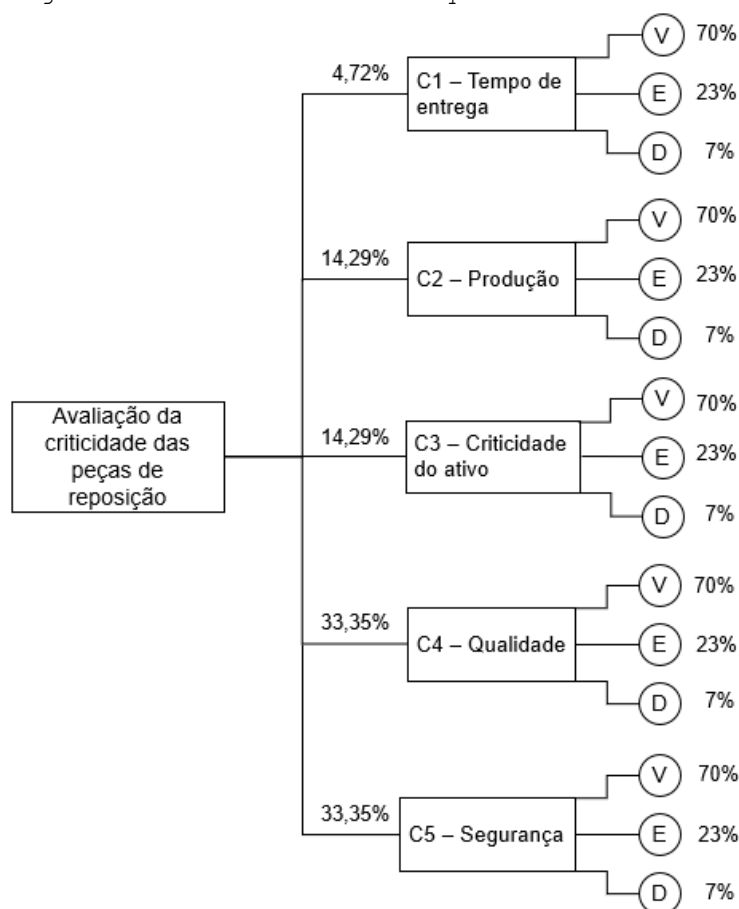 V 70%
4,72%
C1 – Tempo de
entrega
E 23%
D 7%
V 70%
14,29%
C2 – Produção
E 23%
D 7%
Avaliação da
criticidade das
peças de
reposição
V 70%
14,29%
C3 – Criticidade
do ativo
E 23%
D 7%
V 70%
33,35%
C4 – Qualidade
E 23%
D 7%
V 70%
33,35%
C5 – Segurança
E 23%
D 7%